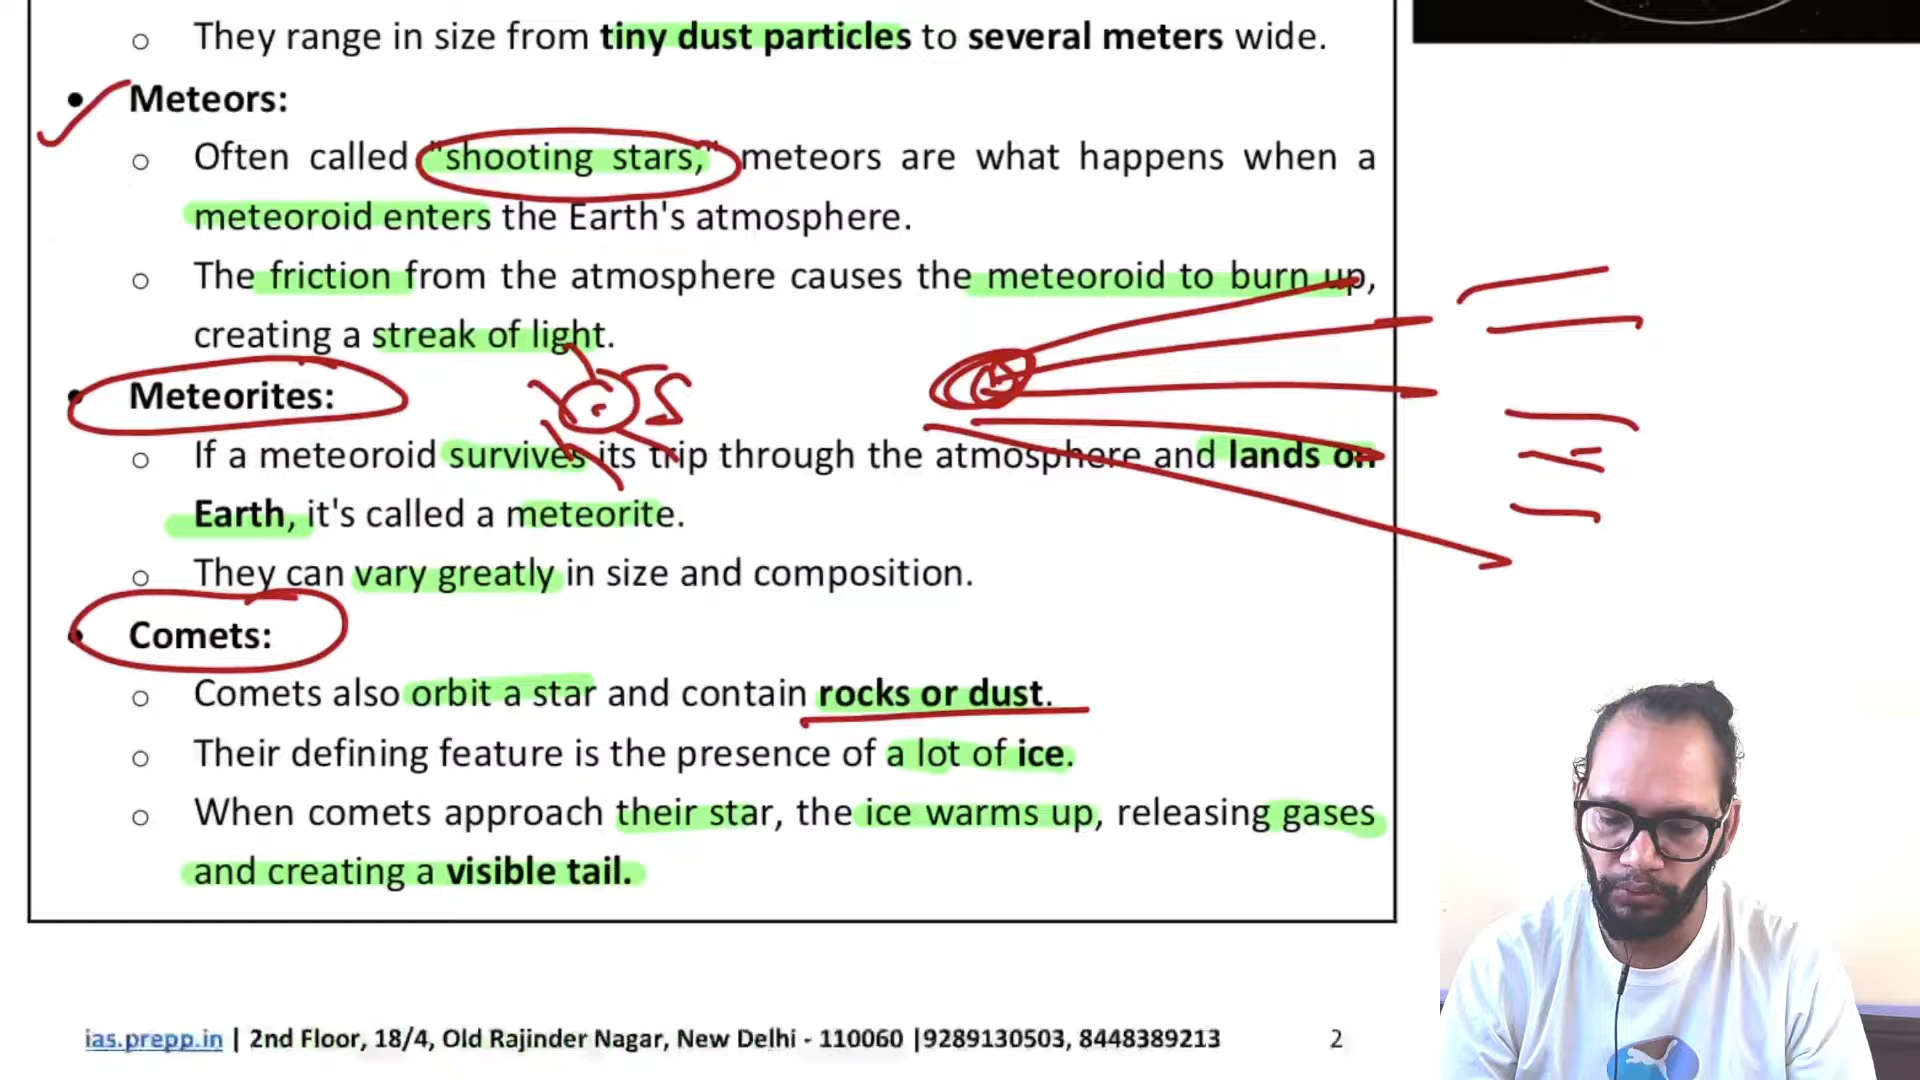 o They range in size from tiny dust particles to several meters wide.
• Meteors:
o Often called "shooting stars," meteors are what happens when a
meteoroid enters the Earth's atmosphere.
o The friction from the atmosphere causes the meteoroid to burn up,
creating a streak of light.
• Meteorites:
S
o If a meteoroid survives its trip through the atmosphere and lands on
Earth, it's called a meteorite.
o They can vary greatly in size and composition.
• Comets:
o Comets also orbit a star and contain rocks or dust.
o Their defining feature is the presence of a lot of ice.
o When comets approach their star, the ice warms up, releasing gases
and creating a visible tail.
ias.prepp.in | 2nd Floor, 18/4, Old Rajinder Nagar, New Delhi - 110060 |9289130503, 8448389213 2